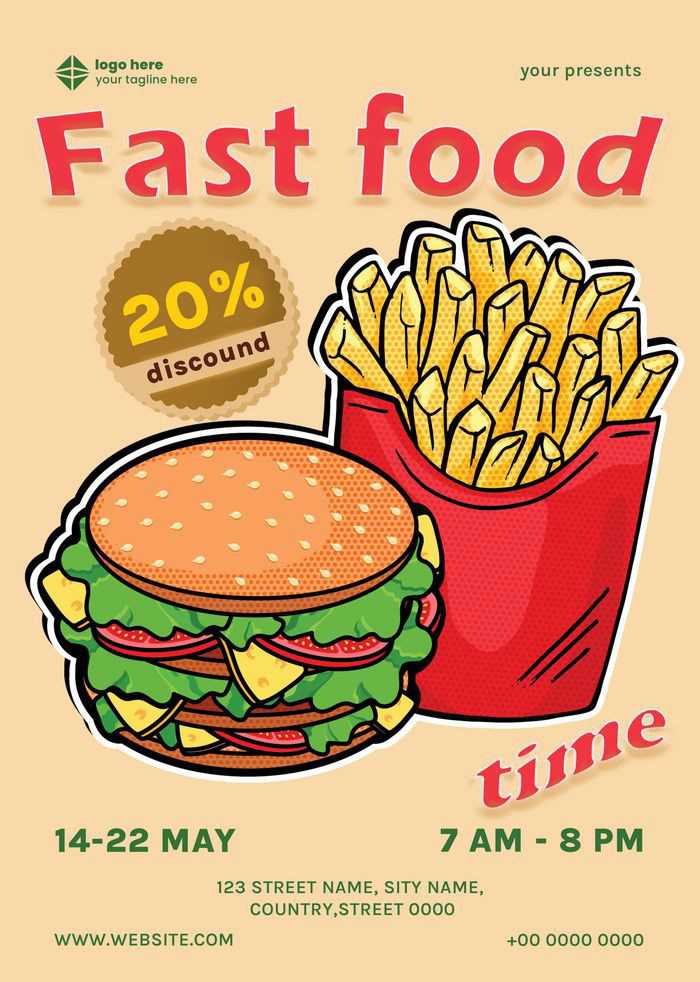 logo here
your tagline here
your presents
Fast food
20%
discound
time
14-22 MAY
7 AM - 8 PM
123 STREET NAME, SITY NAME,
COUNTRY,STREET 0000
WWW.WEBSITE.COM
+00 0000 0000